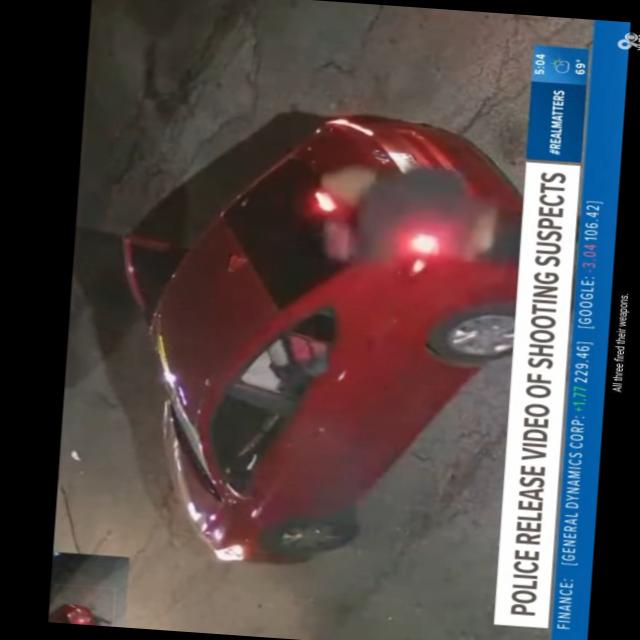 POLICE RELEASE VIDEO OF SHOOTING SUSPECTS
#REALMATTERS
5:04
69°
FINANCE: [GENERAL DYNAMICS CORP: +1.77 229.46] [GOOGLE: -3.04 106.42]
All three fired their weapons.